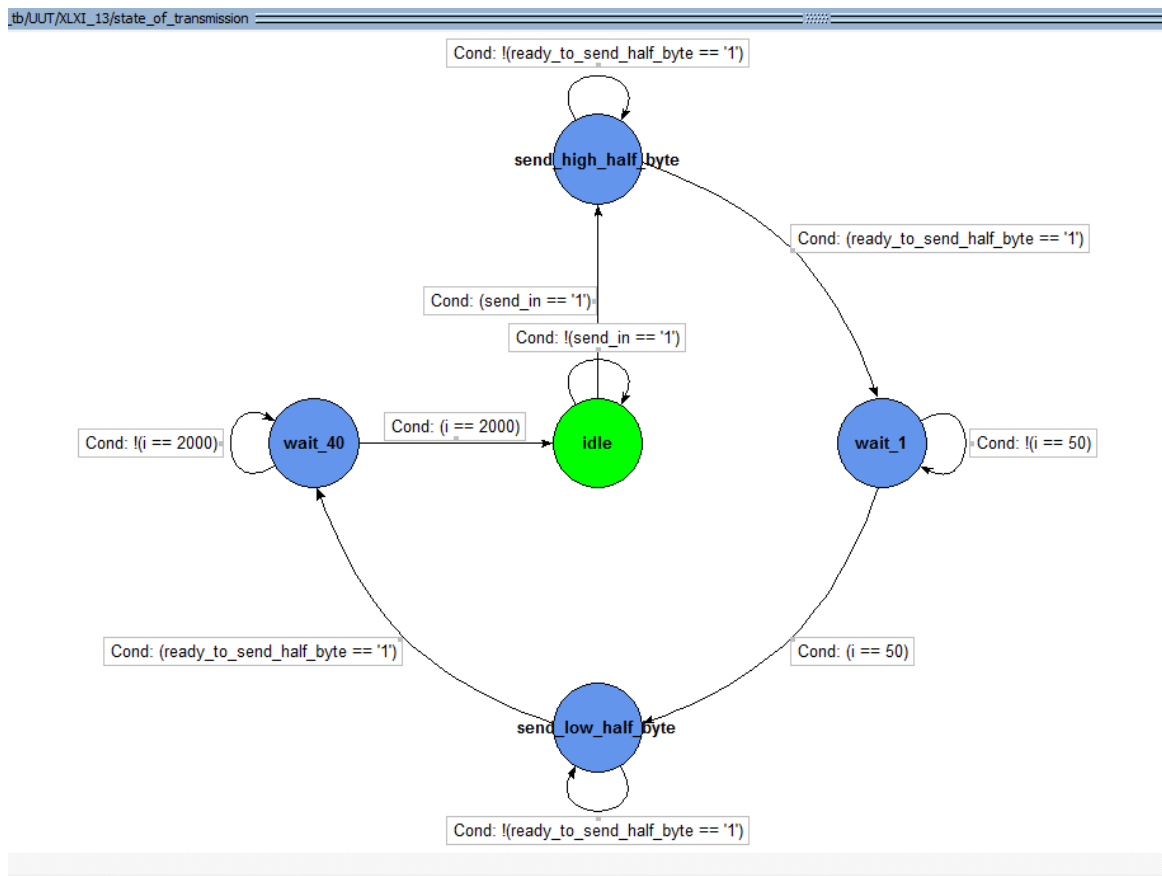 _tb/UUT/XLXI_13/state_of_transmission
Cond: !(ready_to_send_half_byte == '1')
send_high_half_byte
Cond: (ready_to_send_half_byte == '1')
Cond: (send_in == '1')
Cond: !(send_in == '1')
Cond: (i == 2000)
Cond: !(i == 2000)
wait_40
idle
wait_1
Cond: !(i == 50)
Cond: (ready_to_send_half_byte == '1')
Cond: (i == 50)
send_low_half_byte
Cond: !(ready_to_send_half_byte == '1')